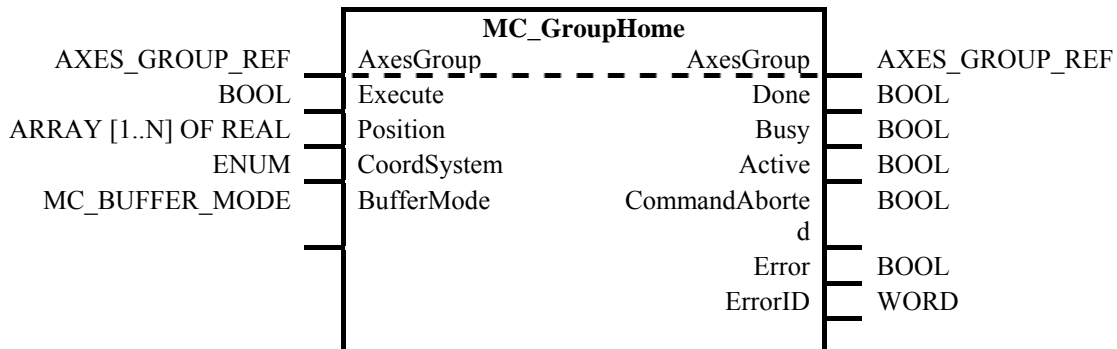 MC_GroupHome
AXES_GROUP_REF AxesGroup AxesGroup AXES_GROUP_REF
BOOL Execute Done BOOL
ARRAY [1..N] OF REAL Position Busy BOOL
ENUM CoordSystem Active BOOL
MC_BUFFER_MODE BufferMode CommandAborte BOOL
d
Error BOOL
ErrorID WORD